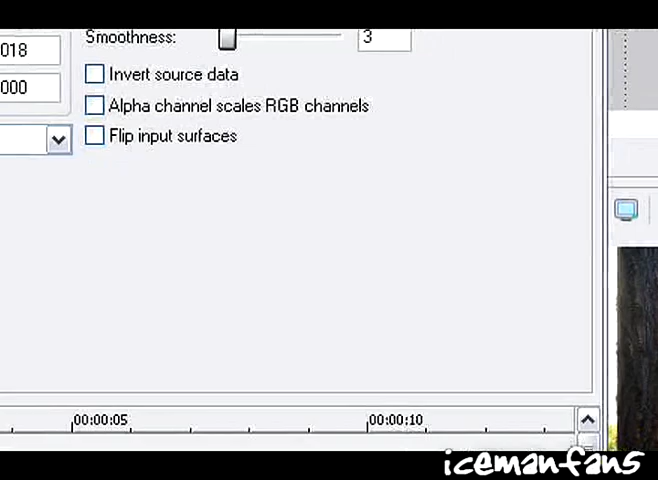 018
Smoothness:
3
000
Invert source data
Alpha channel scales RGB channels
Flip input surfaces
00:00:05
00:00:10
icemanfans